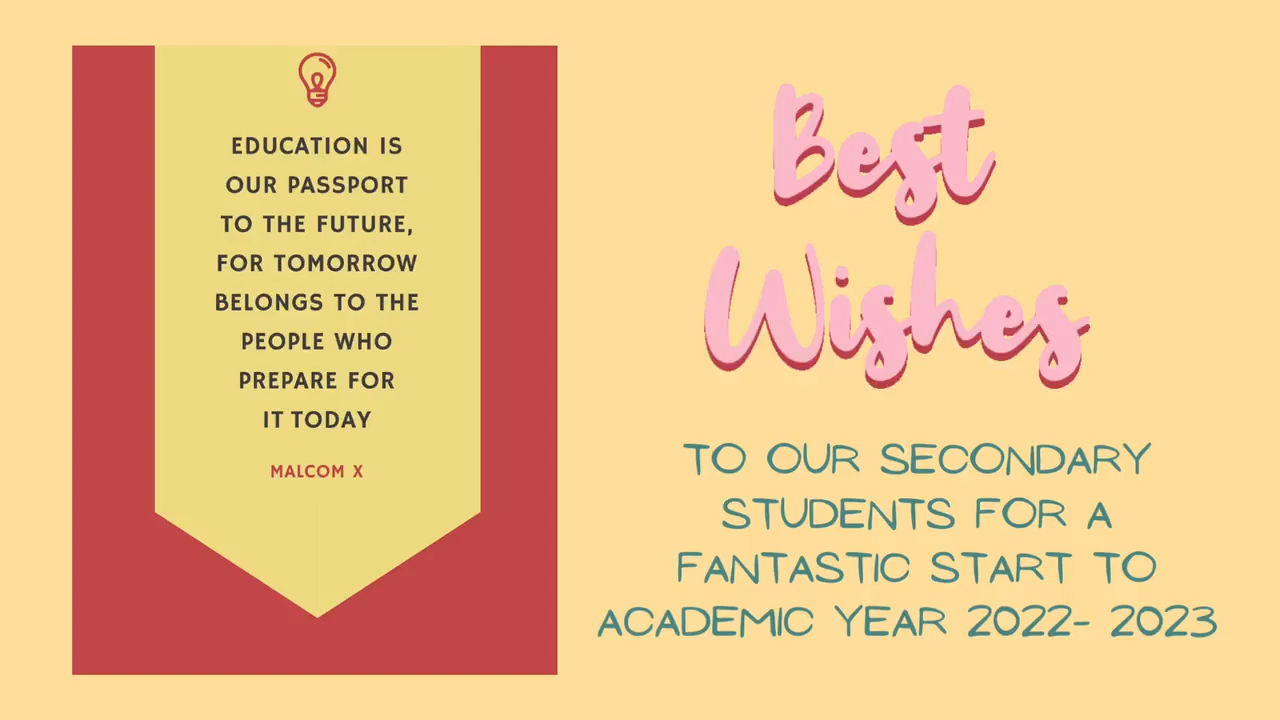 EDUCATION IS
OUR PASSPORT
TO THE FUTURE,
FOR TOMORROW
BELONGS TO THE
PEOPLE WHO
PREPARE FOR
IT TODAY
MALCOM X
Best
Wishes
TO OUR SECONDARY
STUDENTS FOR A
FANTASTIC START TO
ACADEMIC YEAR 2022- 2023